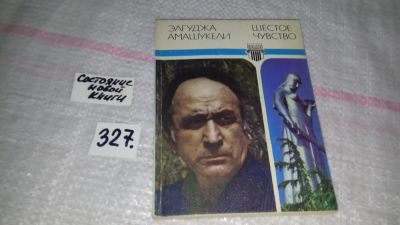 Состояние
новой
книги
327.
ЭЛГУДЖА
АМАШУКЕЛИ
ШЕСТОЕ
ЧУВСТВО